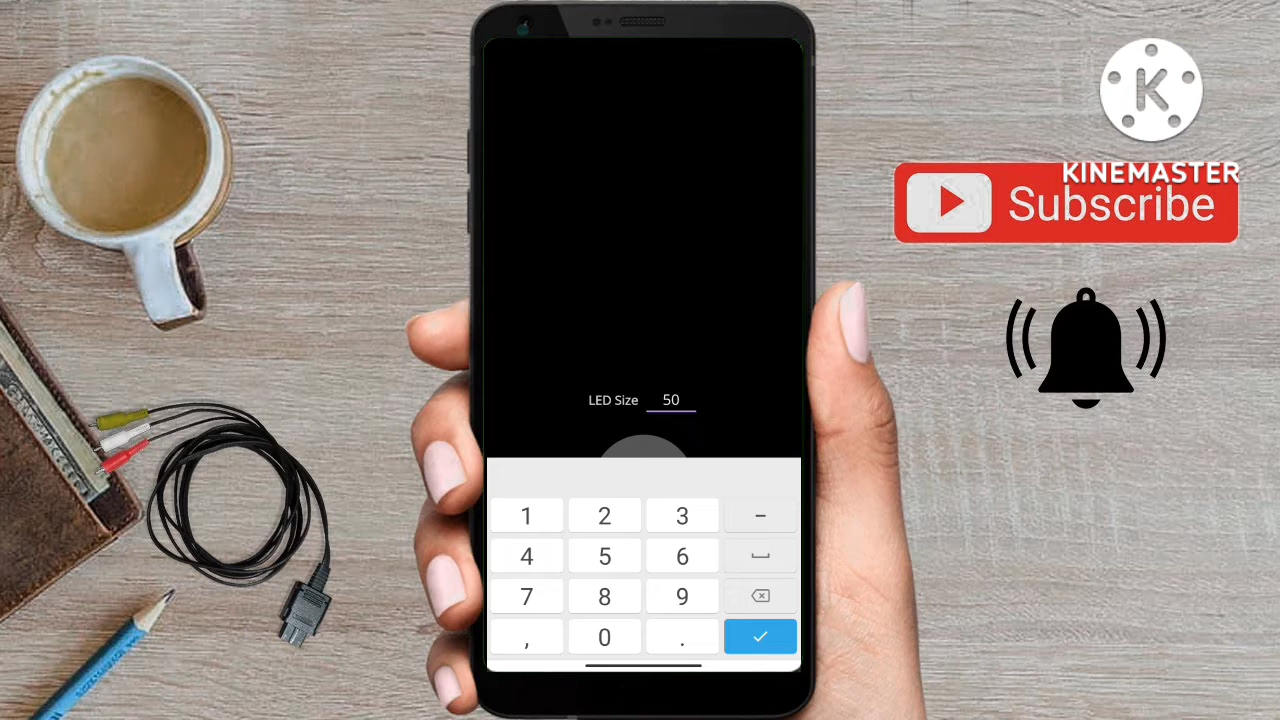 K
KINEMASTER
Subscribe
LED Size 50
1 2 3 -
4 5 6
7 8 9
, 0 .